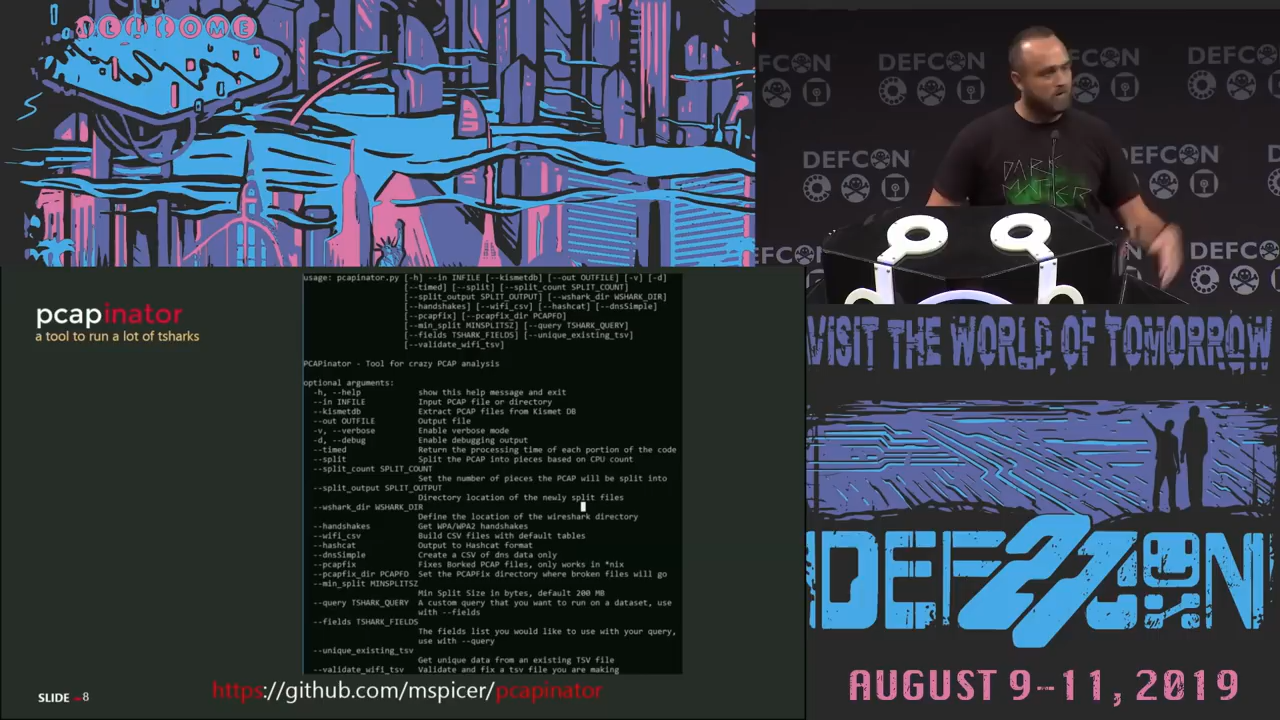 WELCOME
DEFCON DEFCON DEFCON
DEFCON DEFCON
DEFCON
DARK
MATTER
pcapinator
a tool to run a lot of tsharks
usage: pcapinator.py [-h] --in INFILE [--kismetdb] [--out OUTFILE] [-v] [-d]
[--timed] [--split] [--split_count SPLIT_COUNT]
[--split_output SPLIT_OUTPUT] [--wshark_dir WSHARK_DIR]
[--handshakes] [--wifi_csv] [--hashcat] [--dnsSimple]
[--pcapfix] [--pcapfix_dir PCAPFD]
[--min_split MINSPLITSZ] [--query TSHARK_QUERY]
[--fields TSHARK_FIELDS] [--unique_existing_tsv]
[--validate_wifi_tsv]
PCAPinator - Tool for crazy PCAP analysis
optional arguments:
-h, --help show this help message and exit
--in INFILE Input PCAP file or directory
--kismetdb Extract PCAP files from Kismet DB
--out OUTFILE Output file
-v, --verbose Enable verbose mode
-d, --debug Enable debugging output
--timed Return the processing time of each portion of the code
--split Split the PCAP into pieces based on CPU count
--split_count SPLIT_COUNT
Set the number of pieces the PCAP will be split into
--split_output SPLIT_OUTPUT
Directory location of the newly split files
--wshark_dir WSHARK_DIR
Define the location of the wireshark directory
--handshakes Get WPA/WPA2 handshakes
--wifi_csv Build CSV files with default tables
--hashcat Output to Hashcat format
--dnsSimple Create a CSV of dns data only
--pcapfix Fixes Borked PCAP files, only works in *nix
--pcapfix_dir PCAPFD Set the PCAPFix directory where broken files will go
--min_split MINSPLITSZ
Min Split Size in bytes, default 200 MB
--query TSHARK_QUERY A custom query that you want to run on a dataset, use
with --fields
--fields TSHARK_FIELDS
The fields list you would like to use with your query,
use with --query
--unique_existing_tsv
Get unique data from an existing TSV file
--validate_wifi_tsv Validate and fix a tsv file you are making
SLIDE 8
https://github.com/mspicer/pcapinator
VISIT THE WORLD OF TOMORROW
DEFCON
27
AUGUST 9-11, 2019